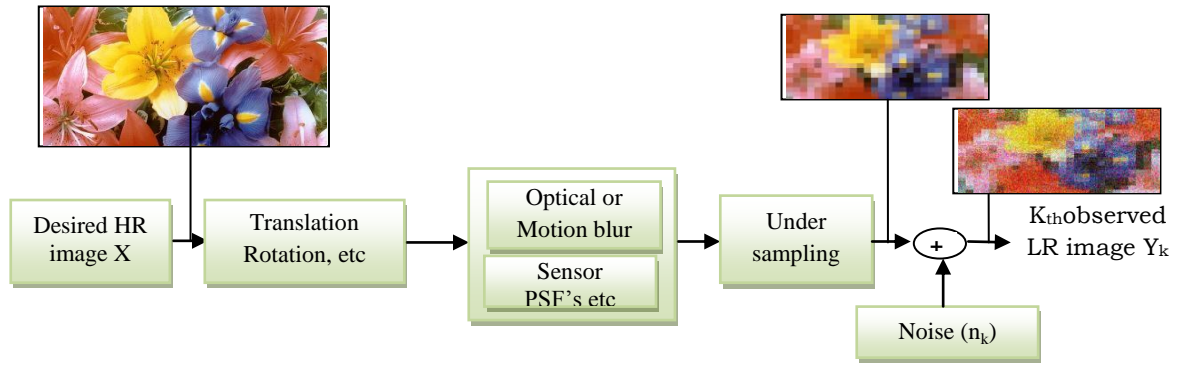 Desired HR
image X
Translation
Rotation, etc
Optical or
Motion blur
Sensor
PSF's etc
Under
sampling
+
Kthobserved
LR image Yk
Noise (nk)